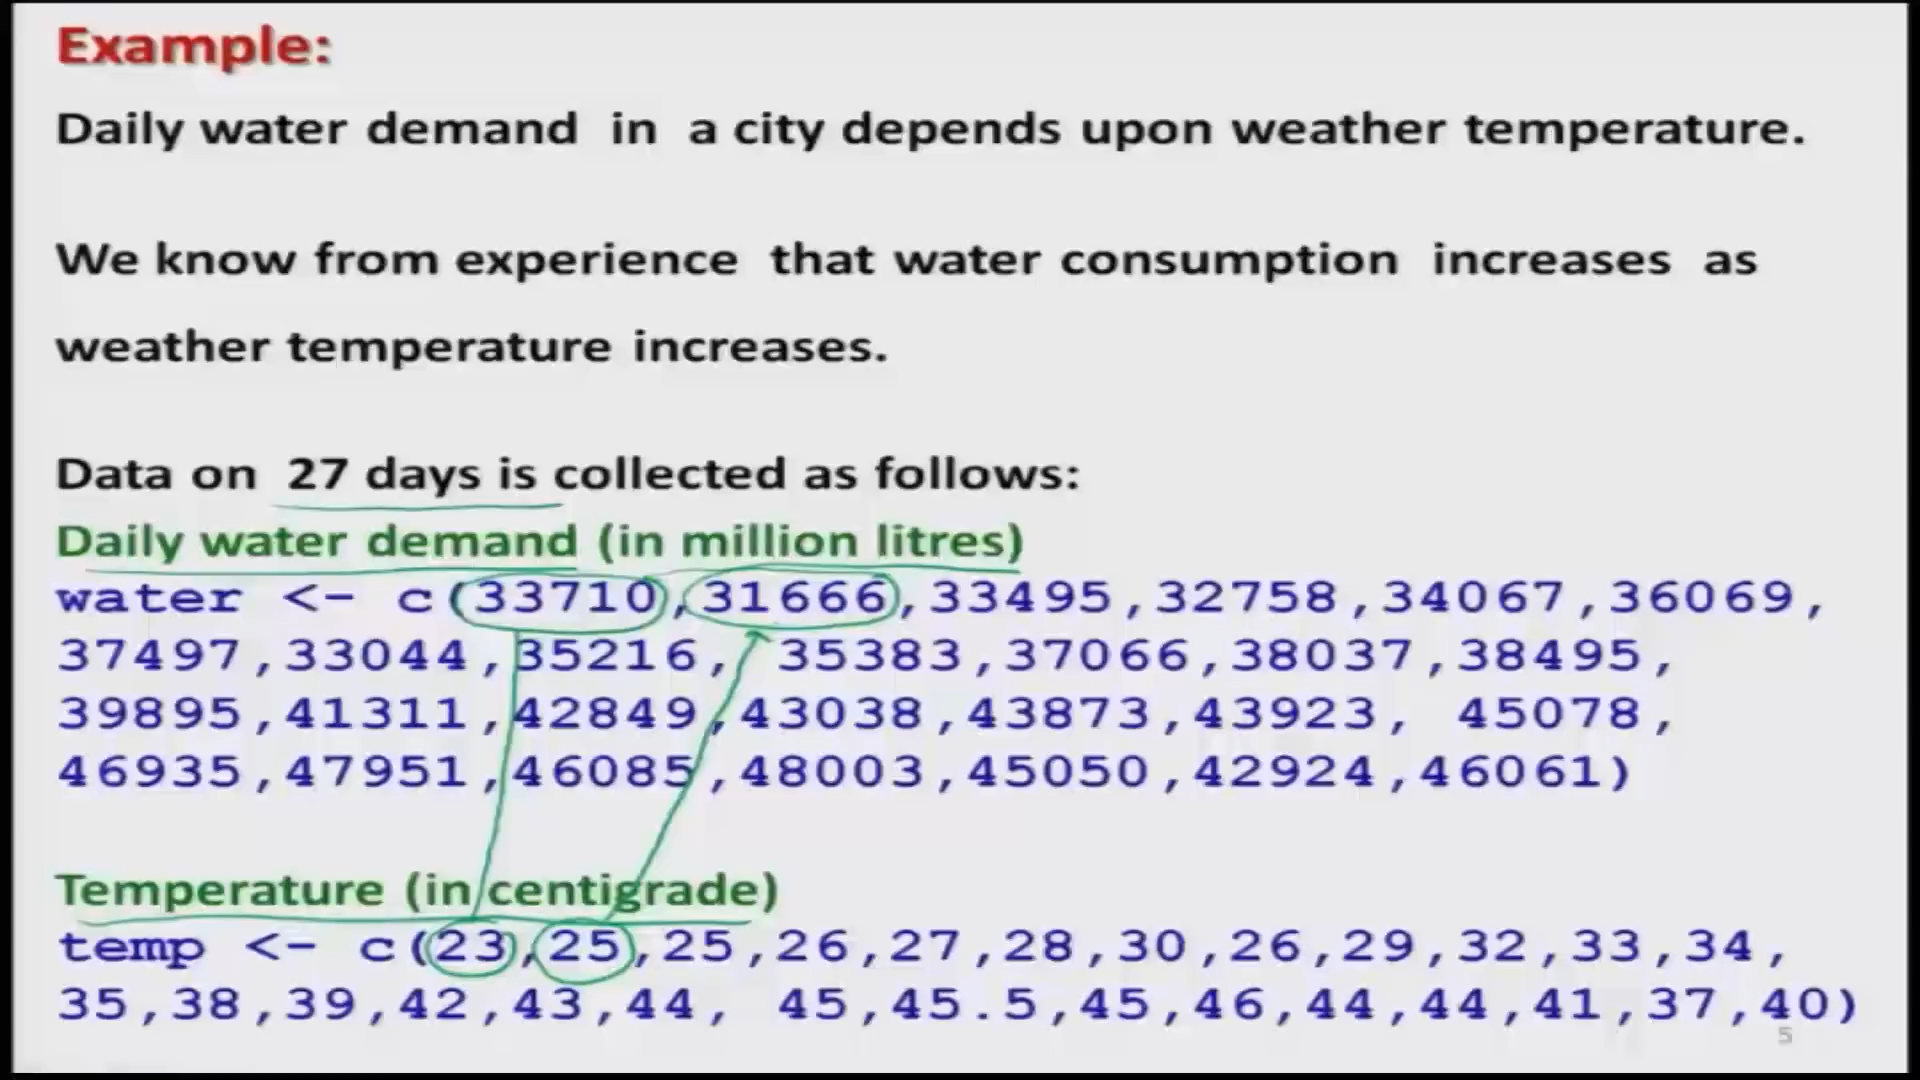 Example:
Daily water demand in a city depends upon weather temperature.
We know from experience that water consumption increases as
weather temperature increases.
Data on 27 days is collected as follows:
Daily water demand (in million litres)
water <- c(33710,31666,33495,32758,34067,36069,
37497,33044,35216, 35383,37066,38037,38495,
39895,41311,42849,43038,43873,43923, 45078,
46935,47951,46085,48003,45050,42924,46061)
Temperature (in centigrade)
temp <- c(23,25,25,26,27,28,30,26,29,32,33,34,
35,38,39,42,43,44, 45,45.5,45,46,44,44,41,37,40)
5